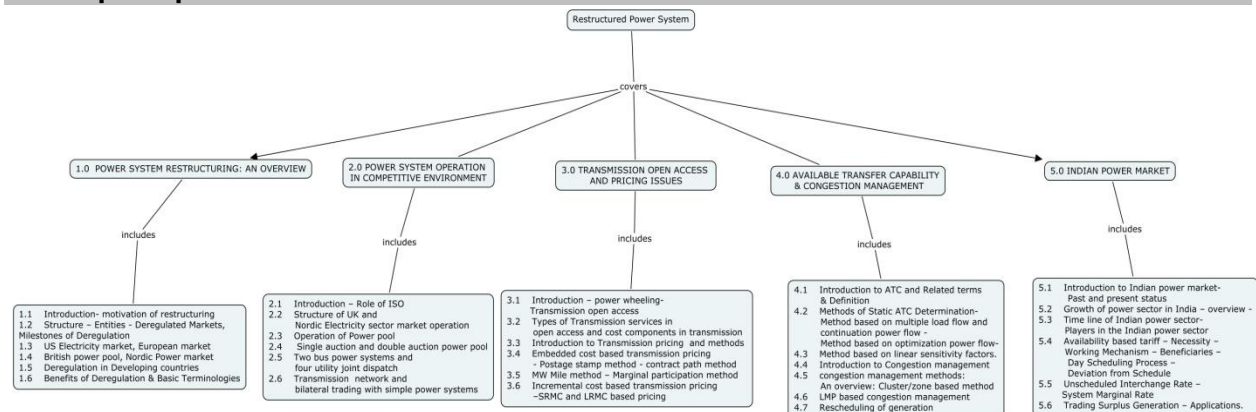 Restructured Power System
covers
1.0 POWER SYSTEM RESTRUCTURING: AN OVERVIEW
2.0 POWER SYSTEM OPERATION
IN COMPETITIVE ENVIRONMENT
3.0 TRANSMISSION OPEN ACCESS
AND PRICING ISSUES
4.0 AVAILABLE TRANSFER CAPABILITY
& CONGESTION MANAGEMENT
5.0 INDIAN POWER MARKET
includes
includes
includes
includes
includes
1.1 Introduction- motivation of restructuring
1.2 Structure – Entities - Deregulated Markets,
Milestones of Deregulation
1.3 US Electricity market, European market
1.4 British power pool, Nordic Power market
1.5 Deregulation in Developing countries
1.6 Benefits of Deregulation & Basic Terminologies
2.1 Introduction – Role of ISO
2.2 Structure of UK and
Nordic Electricity sector market operation
2.3 Operation of Power pool
2.4 Single auction and double auction power pool
2.5 Two bus power systems and
four utility joint dispatch
2.6 Transmission network and
bilateral trading with simple power systems
3.1 Introduction – power wheeling-
Transmission open access
3.2 Types of Transmission services in
open access and cost components in transmission
3.3 Introduction to Transmission pricing and methods
3.4 Embedded cost based transmission pricing
- Postage stamp method - contract path method
3.5 MW Mile method – Marginal participation method
3.6 Incremental cost based transmission pricing
–SRMC and LRMC based pricing
4.1 Introduction to ATC and Related terms
& Definition
4.2 Methods of Static ATC Determination-
Method based on multiple load flow and
continuation power flow -
Method based on optimization power flow-
4.3 Method based on linear sensitivity factors.
4.4 Introduction to Congestion management
4.5 congestion management methods:
An overview: Cluster/zone based method
4.6 LMP based congestion management
4.7 Rescheduling of generation
5.1 Introduction to Indian power market-
Past and present status
5.2 Growth of power sector in India – overview -
5.3 Time line of Indian power sector-
Players in the Indian power sector
5.4 Availability based tariff – Necessity –
Working Mechanism – Beneficiaries –
Day Scheduling Process –
Deviation from Schedule
5.5 Unscheduled Interchange Rate –
System Marginal Rate
5.6 Trading Surplus Generation – Applications.